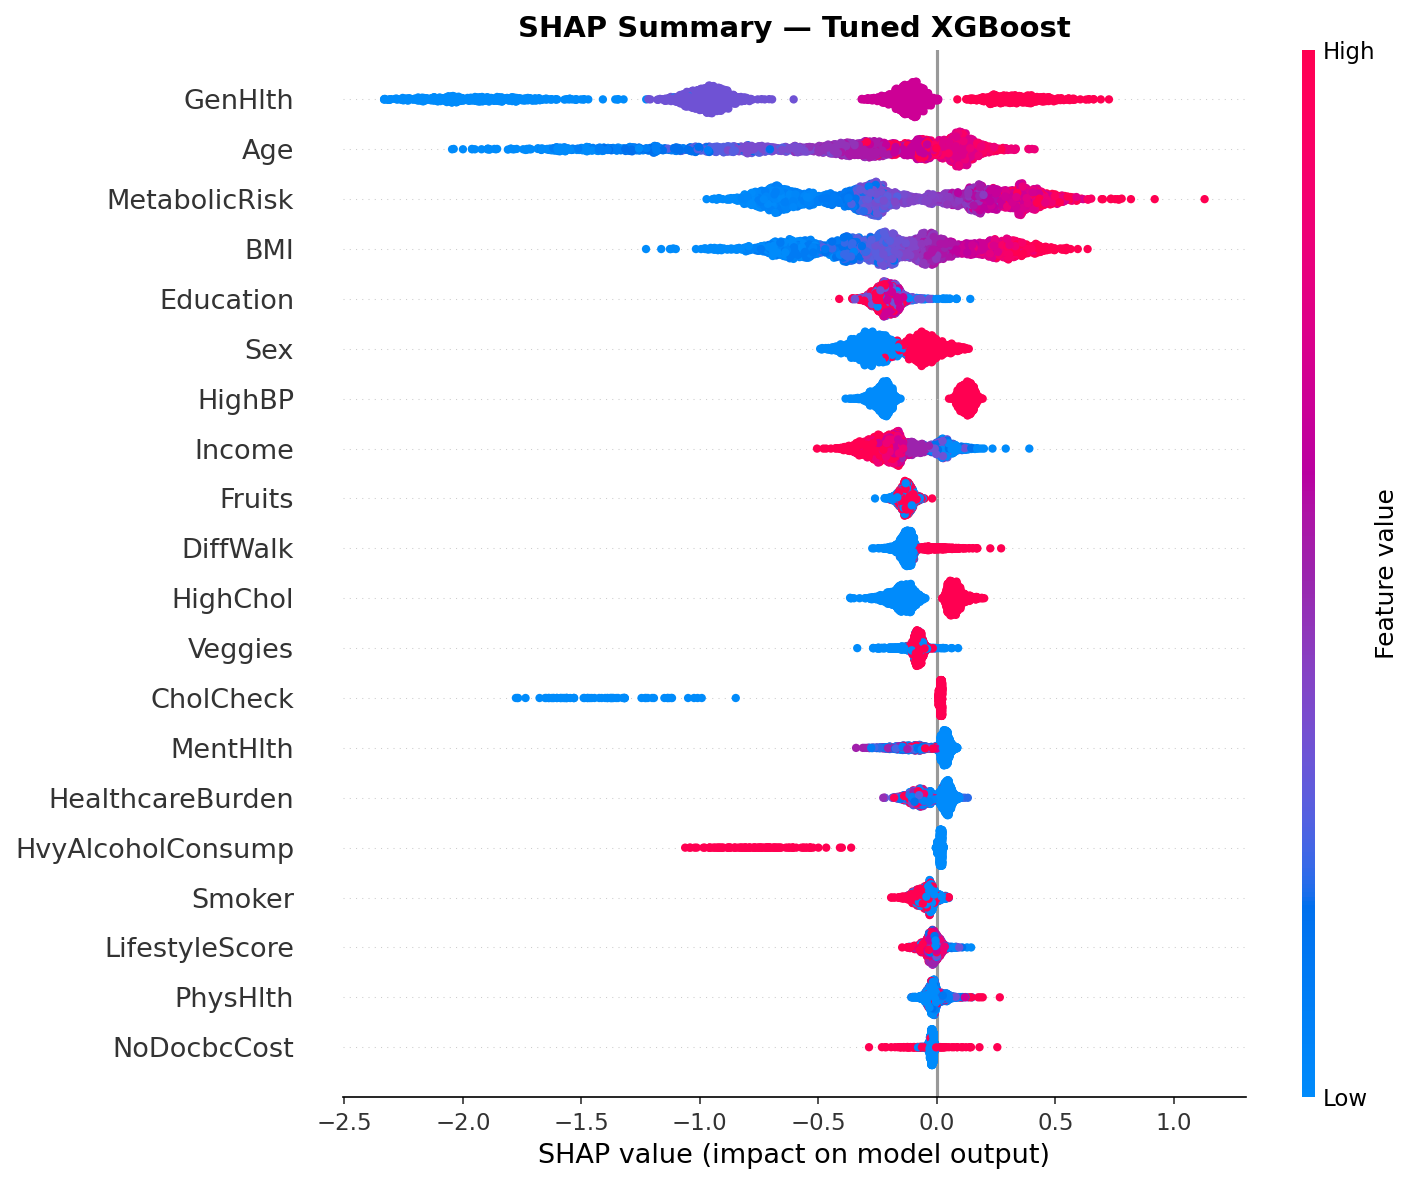 SHAP Summary — Tuned XGBoost
High
GenHlth
Age
MetabolicRisk
BMI
Education
Sex
HighBP
Income
Fruits
DiffWalk
HighChol
Veggies
CholCheck
MentHlth
HealthcareBurden
HvyAlcoholConsump
Smoker
LifestyleScore
PhysHlth
NoDocbcCost
Feature value
Low
−2.5 −2.0 −1.5 −1.0 −0.5 0.0 0.5 1.0
SHAP value (impact on model output)